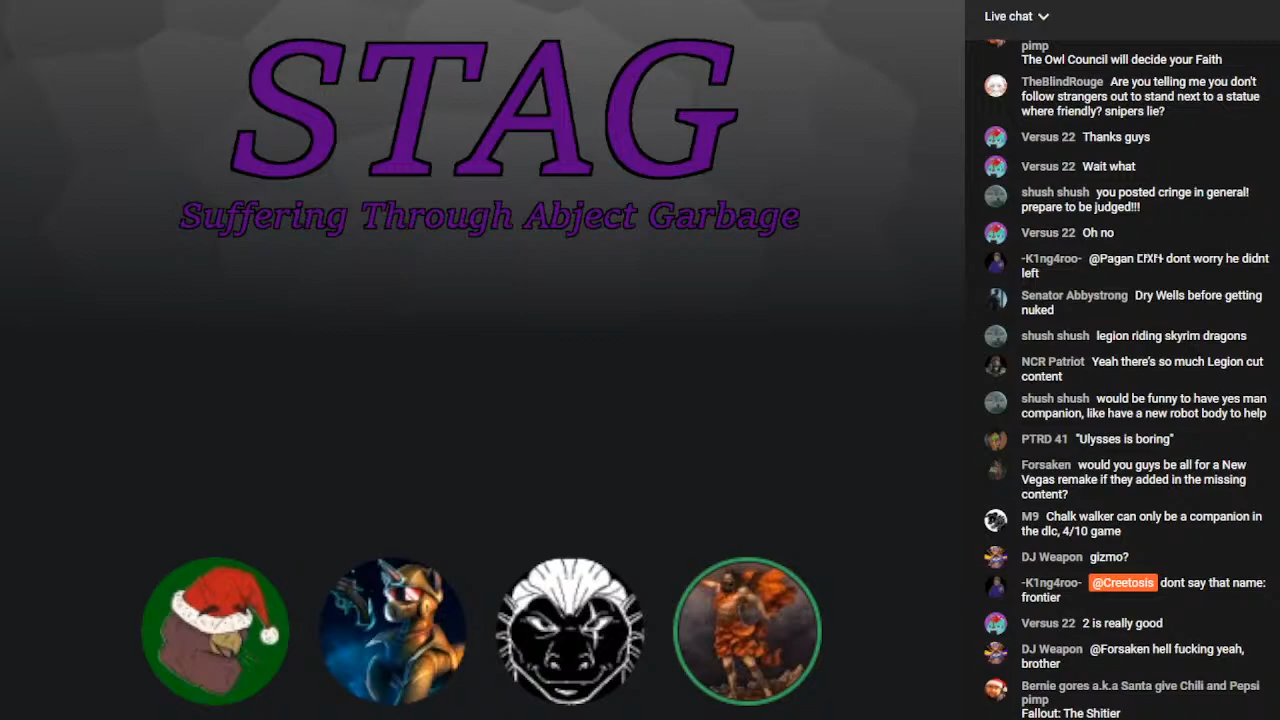 STAG
Suffering Through Abject Garbage
Live chat
pimp
The Owl Council will decide your Faith
TheBlindRouge Are you telling me you don't
follow strangers out to stand next to a statue
where friendly? snipers lie?
Versus 22 Thanks guys
Versus 22 Wait what
shush shush you posted cringe in general!
prepare to be judged!!!
Versus 22 Oh no
-K1ng4roo- @Pagan dont worry he didnt
left
Senator Abbystrong Dry Wells before getting
nuked
shush shush legion riding skyrim dragons
NCR Patriot Yeah there's so much Legion cut
content
shush shush would be funny to have yes man
companion, like have a new robot body to help
PTRD 41 "Ulysses is boring"
Forsaken would you guys be all for a New
Vegas remake if they added in the missing
content?
M9 Chalk walker can only be a companion in
the dlc, 4/10 game
DJ Weapon gizmo?
-K1ng4roo- @Creetosis dont say that name:
frontier
Versus 22 2 is really good
DJ Weapon @Forsaken hell fucking yeah,
brother
Bernie gores a.k.a Santa give Chili and Pepsi
pimp
Fallout: The Shitier